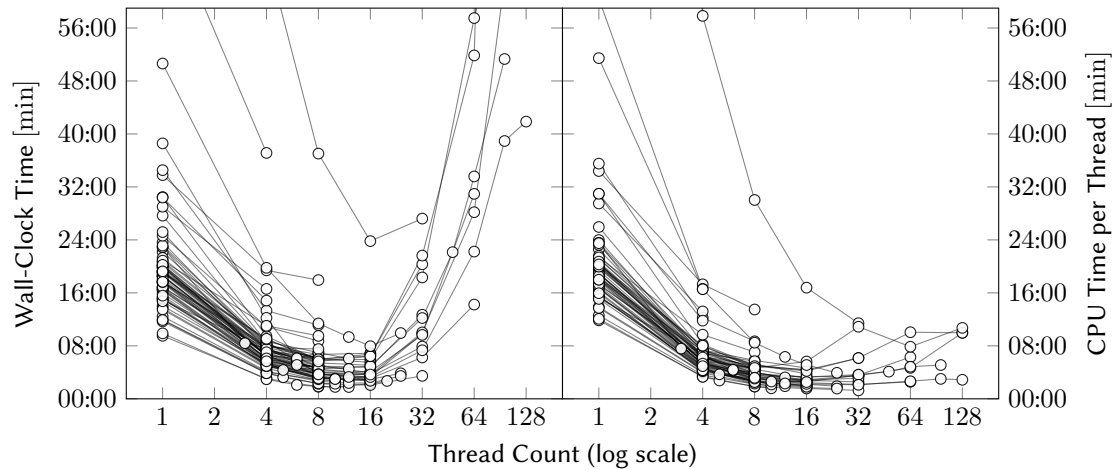 56:00 56:00
48:00 48:00
40:00 40:00
32:00 32:00
24:00 24:00
16:00 16:00
08:00 08:00
00:00 00:00
Wall-Clock Time [min]
CPU Time per Thread [min]
1 2 4 8 16 32 64 128 1 2 4 8 16 32 64 128
Thread Count (log scale)